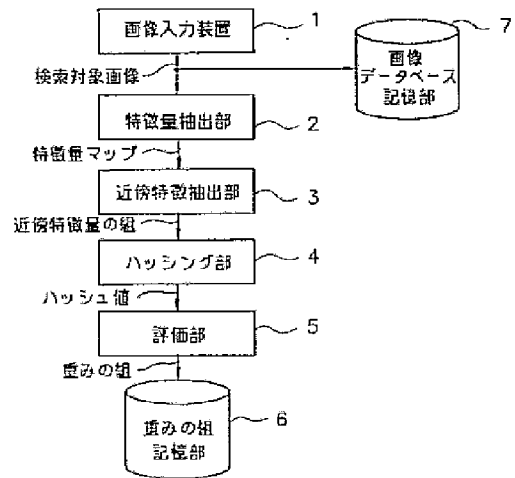 画像入力装置
1
7
画像
データベース
記憶部
検索対象画像
特徴量抽出部
2
特徴量マップ
近傍特徴抽出部
3
近傍特徴量の組
ハッシング部
4
ハッシュ値
評価部
5
重みの組
重みの組
記憶部
6